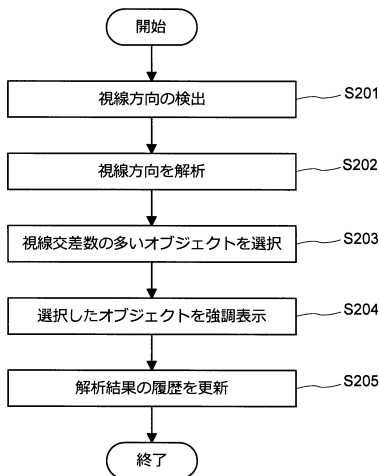 開始
視線方向の検出 S201
視線方向を解析 S202
視線交差数の多いオブジェクトを選択 S203
選択したオブジェクトを強調表示 S204
解析結果の履歴を更新 S205
終了